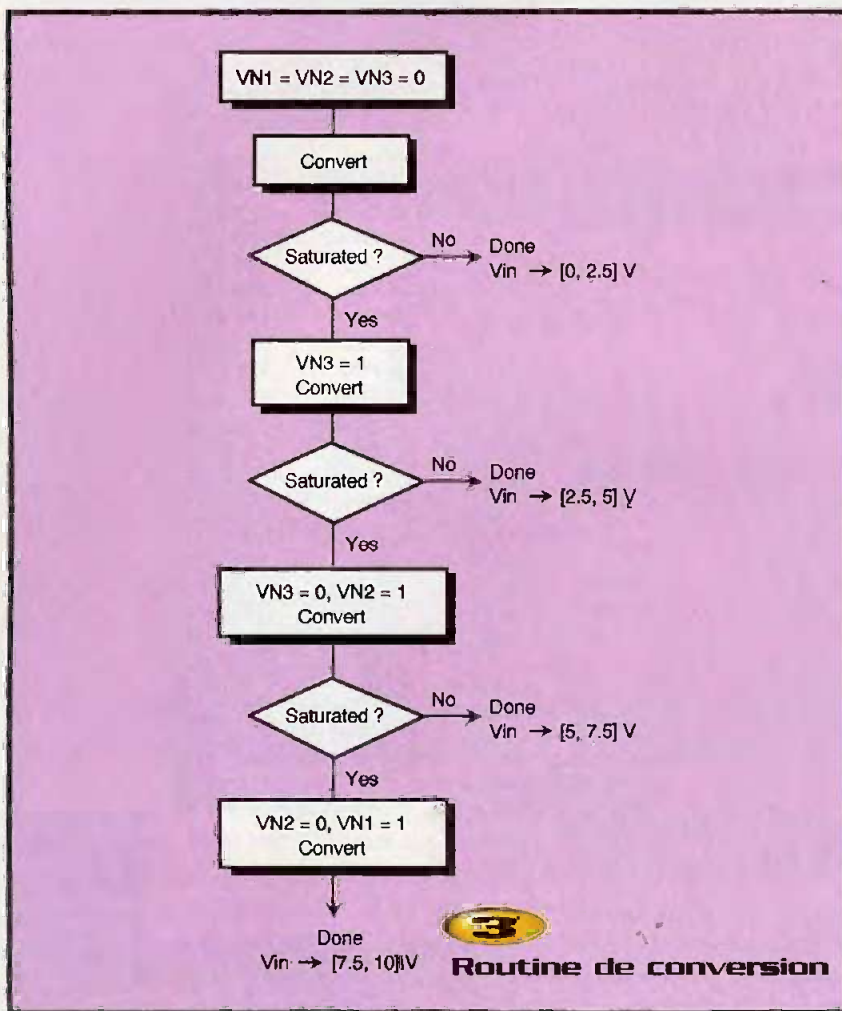 VN1 = VN2 = VN3 = 0
Convert
Saturated ?
No
Done
Vin → [0, 2.5] V
Yes
VN3 = 1
Convert
Saturated ?
No
Done
Vin → [2.5, 5] V
Yes
VN3 = 0, VN2 = 1
Convert
Saturated ?
No
Done
Vin → [5, 7.5] V
Yes
VN2 = 0, VN1 = 1
Convert
Done
Vin → [7.5, 10] V
3
Routine de conversion